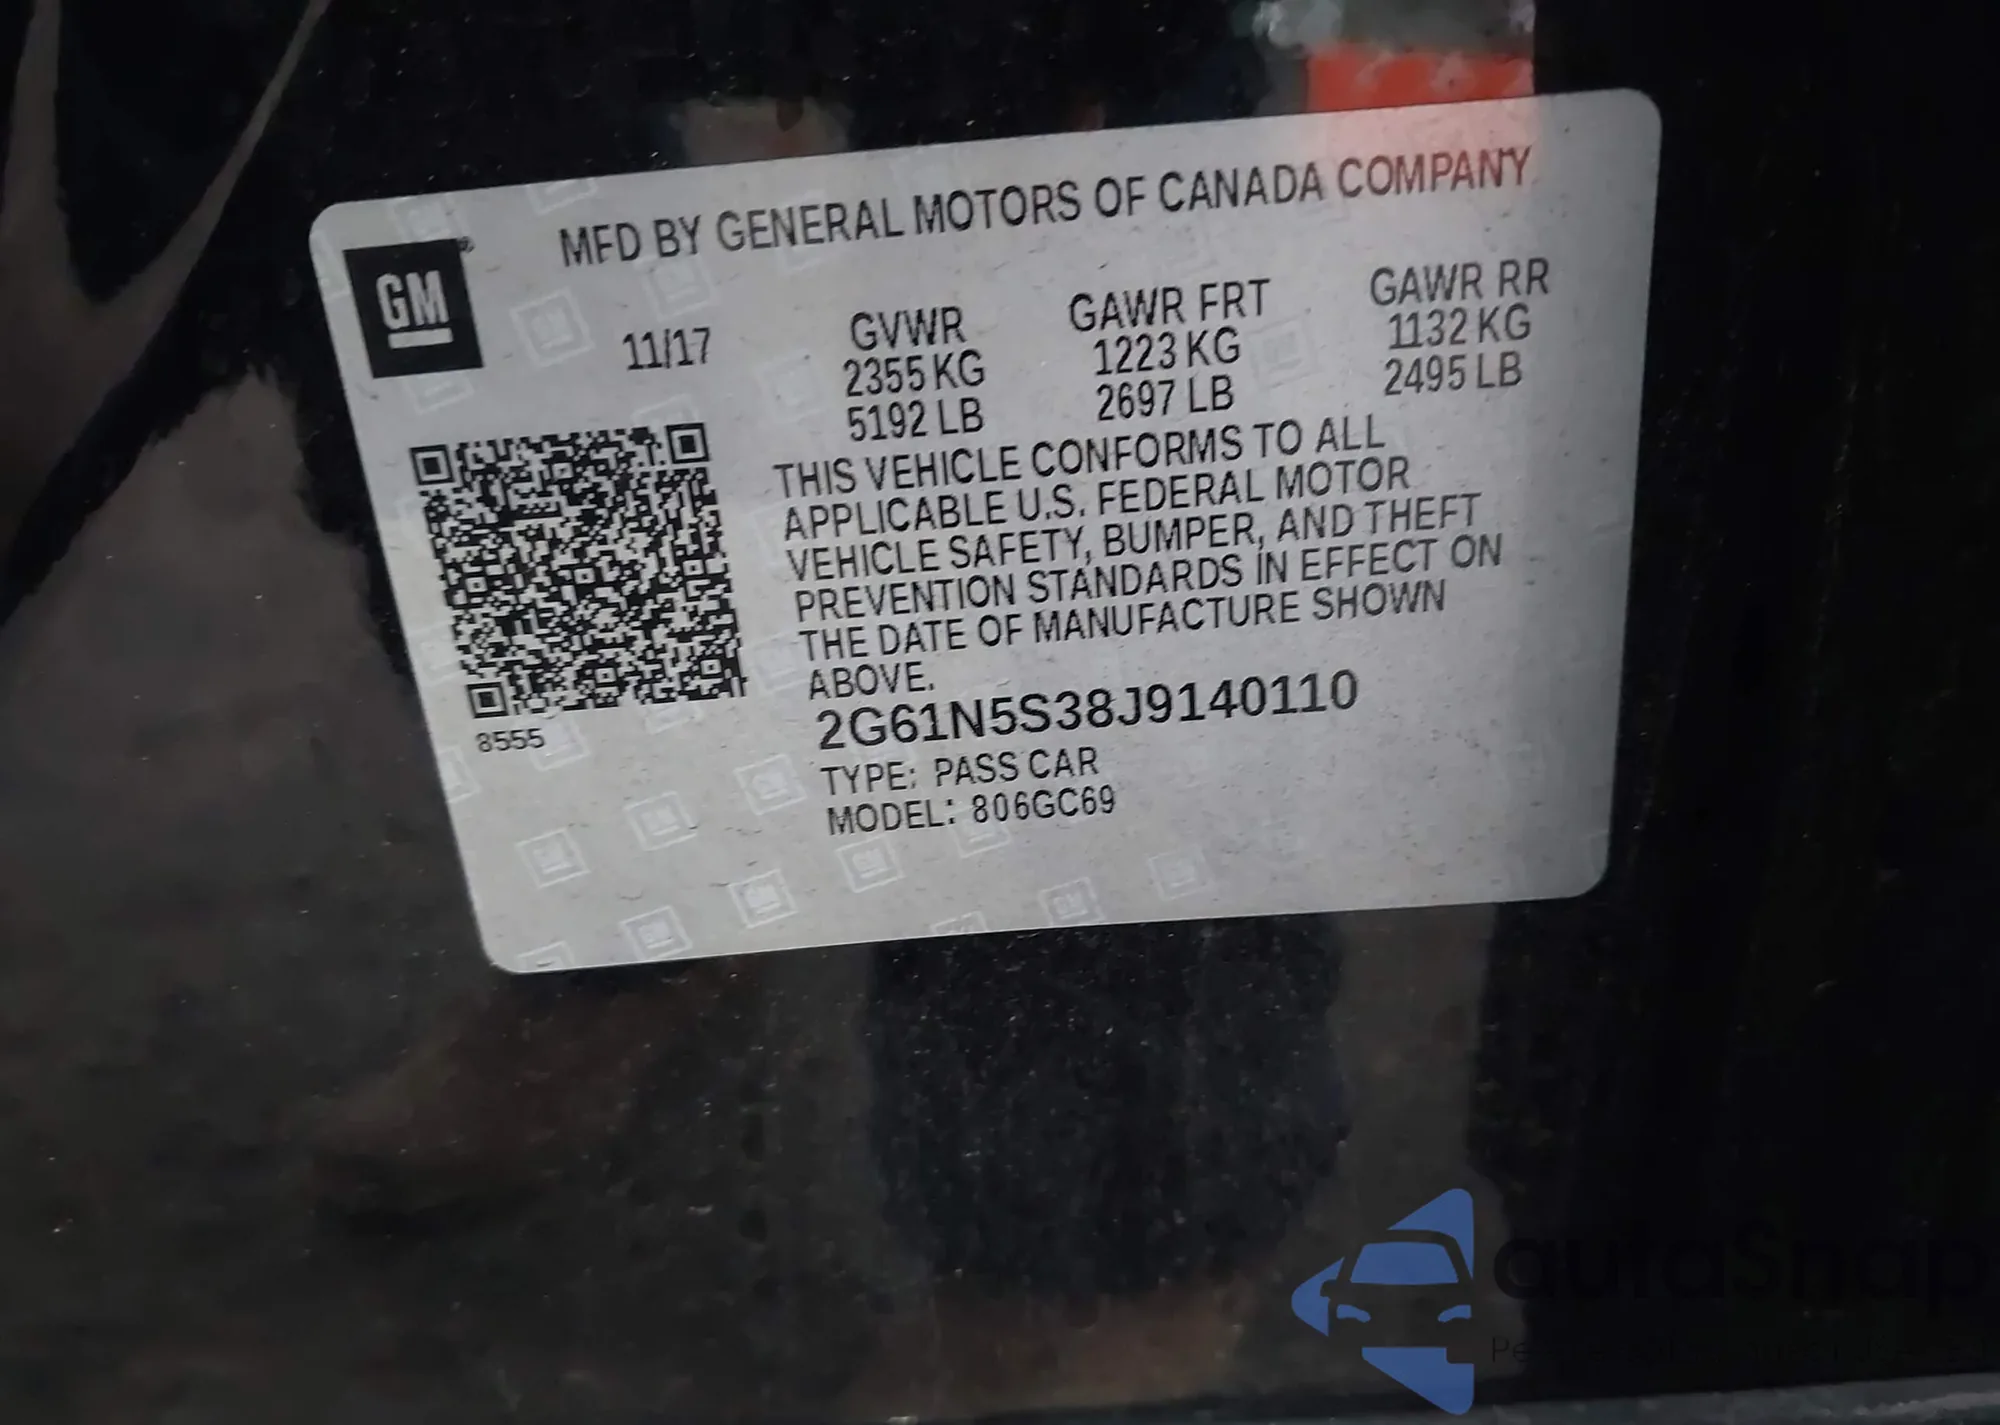 MFD BY GENERAL MOTORS OF CANADA COMPANY
GM
11/17
GVWR GAWR FRT GAWR RR
2355 KG 1223 KG 1132 KG
5192 LB 2697 LB 2495 LB
THIS VEHICLE CONFORMS TO ALL
APPLICABLE U.S. FEDERAL MOTOR
VEHICLE SAFETY, BUMPER, AND THEFT
PREVENTION STANDARDS IN EFFECT ON
THE DATE OF MANUFACTURE SHOWN
ABOVE.
8555
2G61N5S38J9140110
TYPE: PASS CAR
MODEL: 806GC69
autaSnap